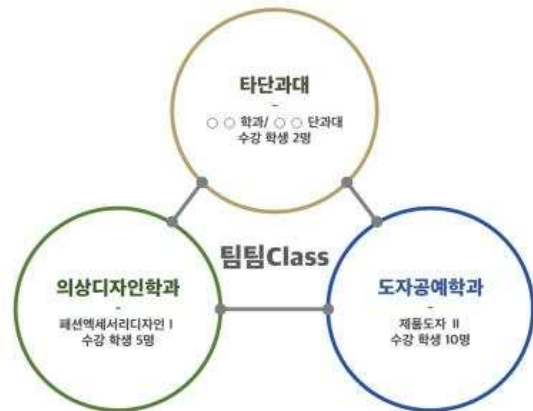 타단과대
-
○ ○ 학과/ ○ ○ 단과대
수강 학생 2명
팀팀Class
의상디자인학과
-
패션액세서리디자인 I
수강 학생 5명
도자공예학과
-
제품도자 II
수강 학생 10명